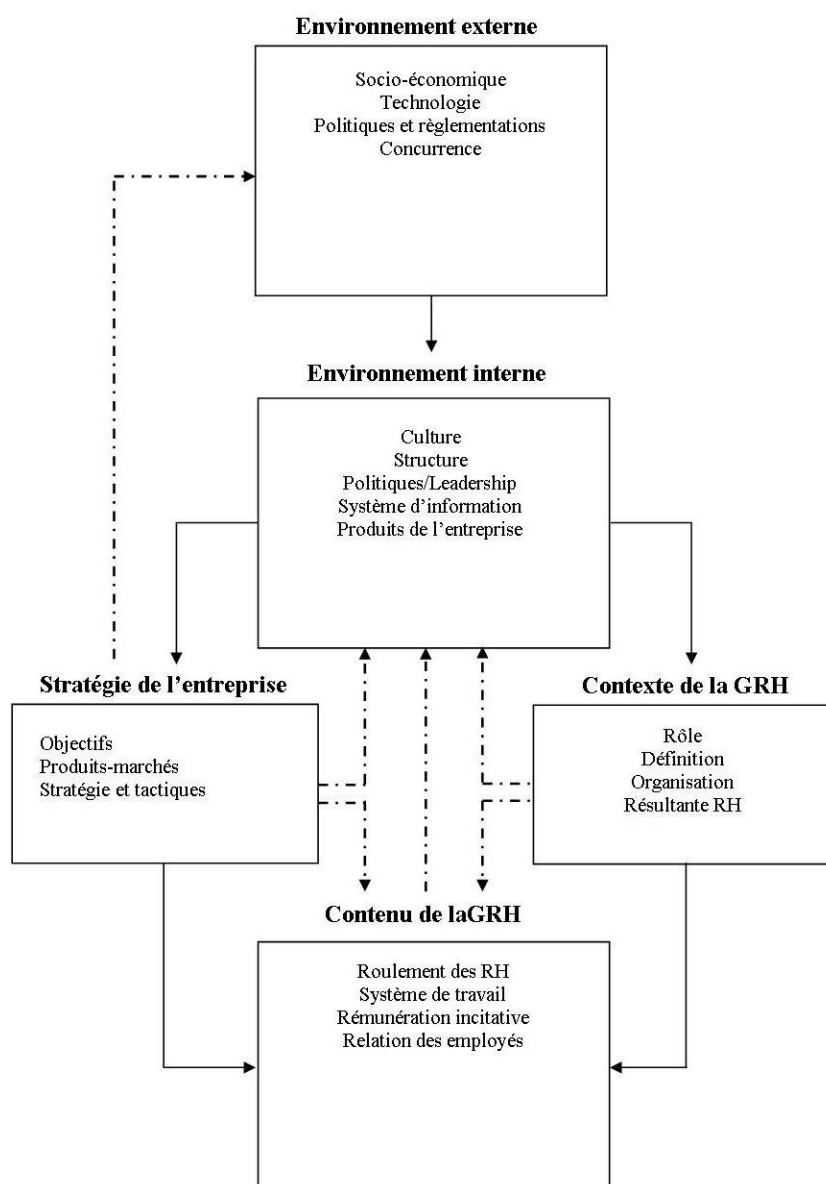 Environnement externe
Socio-économique
Technologie
Politiques et règlementations
Concurrence
Environnement interne
Culture
Structure
Politiques/Leadership
Système d'information
Produits de l'entreprise
Stratégie de l'entreprise
Objectifs
Produits-marchés
Stratégie et tactiques
Contexte de la GRH
Rôle
Définition
Organisation
Résultante RH
Contenu de laGRH
Roulement des RH
Système de travail
Rémunération incitative
Relation des employés